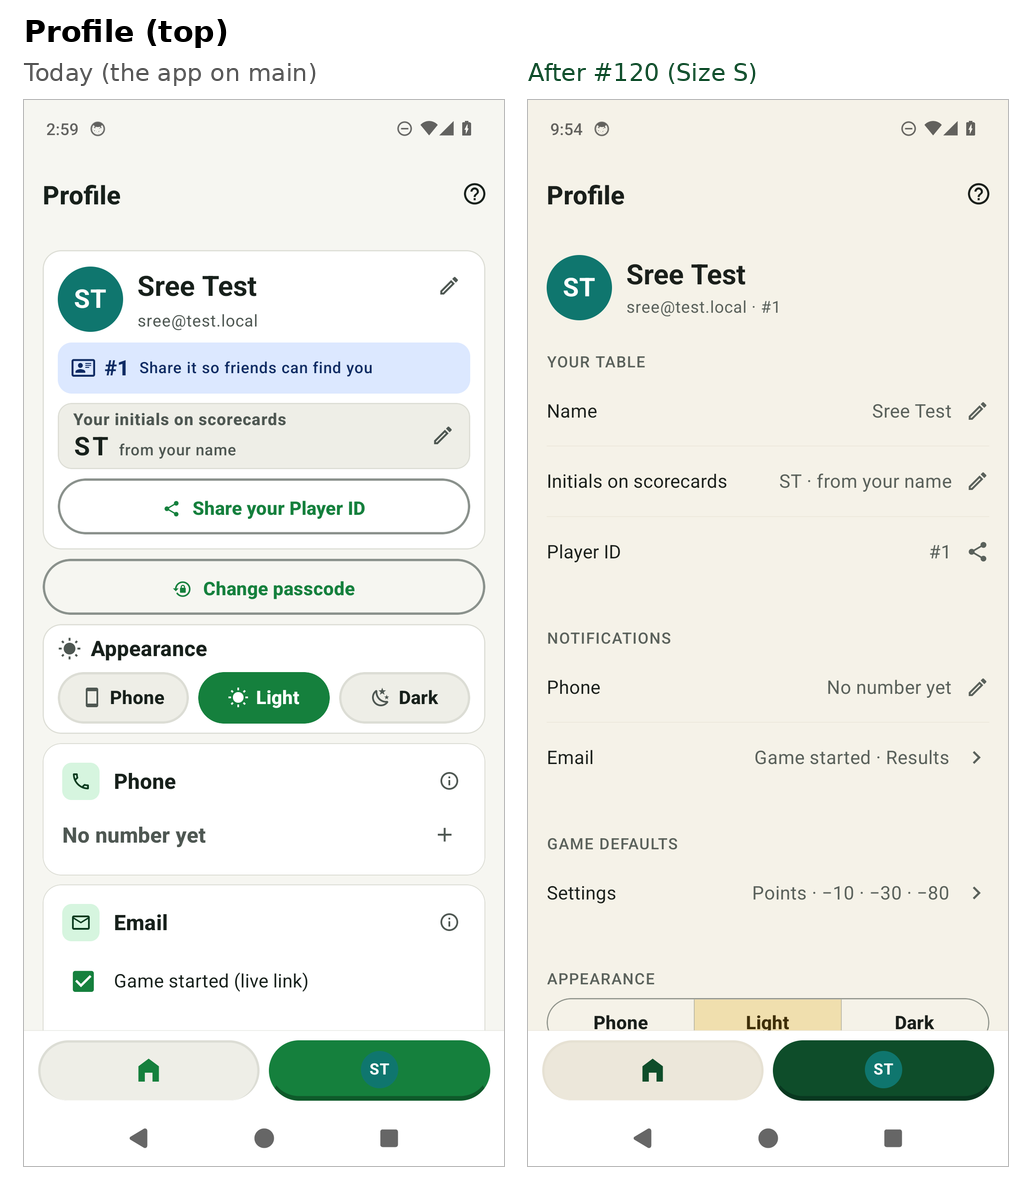 Profile (top)
Today (the app on main)
2:59
Profile
ST
Sree Test
sree@test.local
#1 Share it so friends can find you
Your initials on scorecards
ST from your name
Share your Player ID
Change passcode
Appearance
Phone Light Dark
Phone
No number yet
Email
Game started (live link)
ST
After #120 (Size S)
9:54
Profile
ST
Sree Test
sree@test.local · #1
YOUR TABLE
Name Sree Test
Initials on scorecards ST · from your name
Player ID #1
NOTIFICATIONS
Phone No number yet
Email Game started · Results
GAME DEFAULTS
Settings Points · −10 · −30 · −80
APPEARANCE
Phone Light Dark
ST